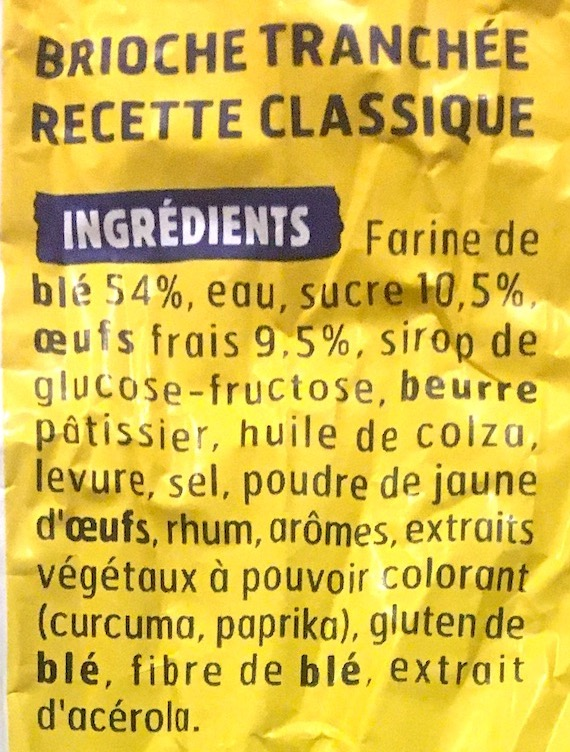 BRIOCHE TRANCHÉE
RECETTE CLASSIQUE
INGRÉDIENTS Farine de
blé 54%, eau, sucre 10,5%,
œufs frais 9,5%, sirop de
glucose-fructose, beurre
pâtissier, huile de colza,
levure, sel, poudre de jaune
d'œufs, rhum, arômes, extraits
végétaux à pouvoir colorant
(curcuma, paprika), gluten de
blé, fibre de blé, extrait
d'acérola.